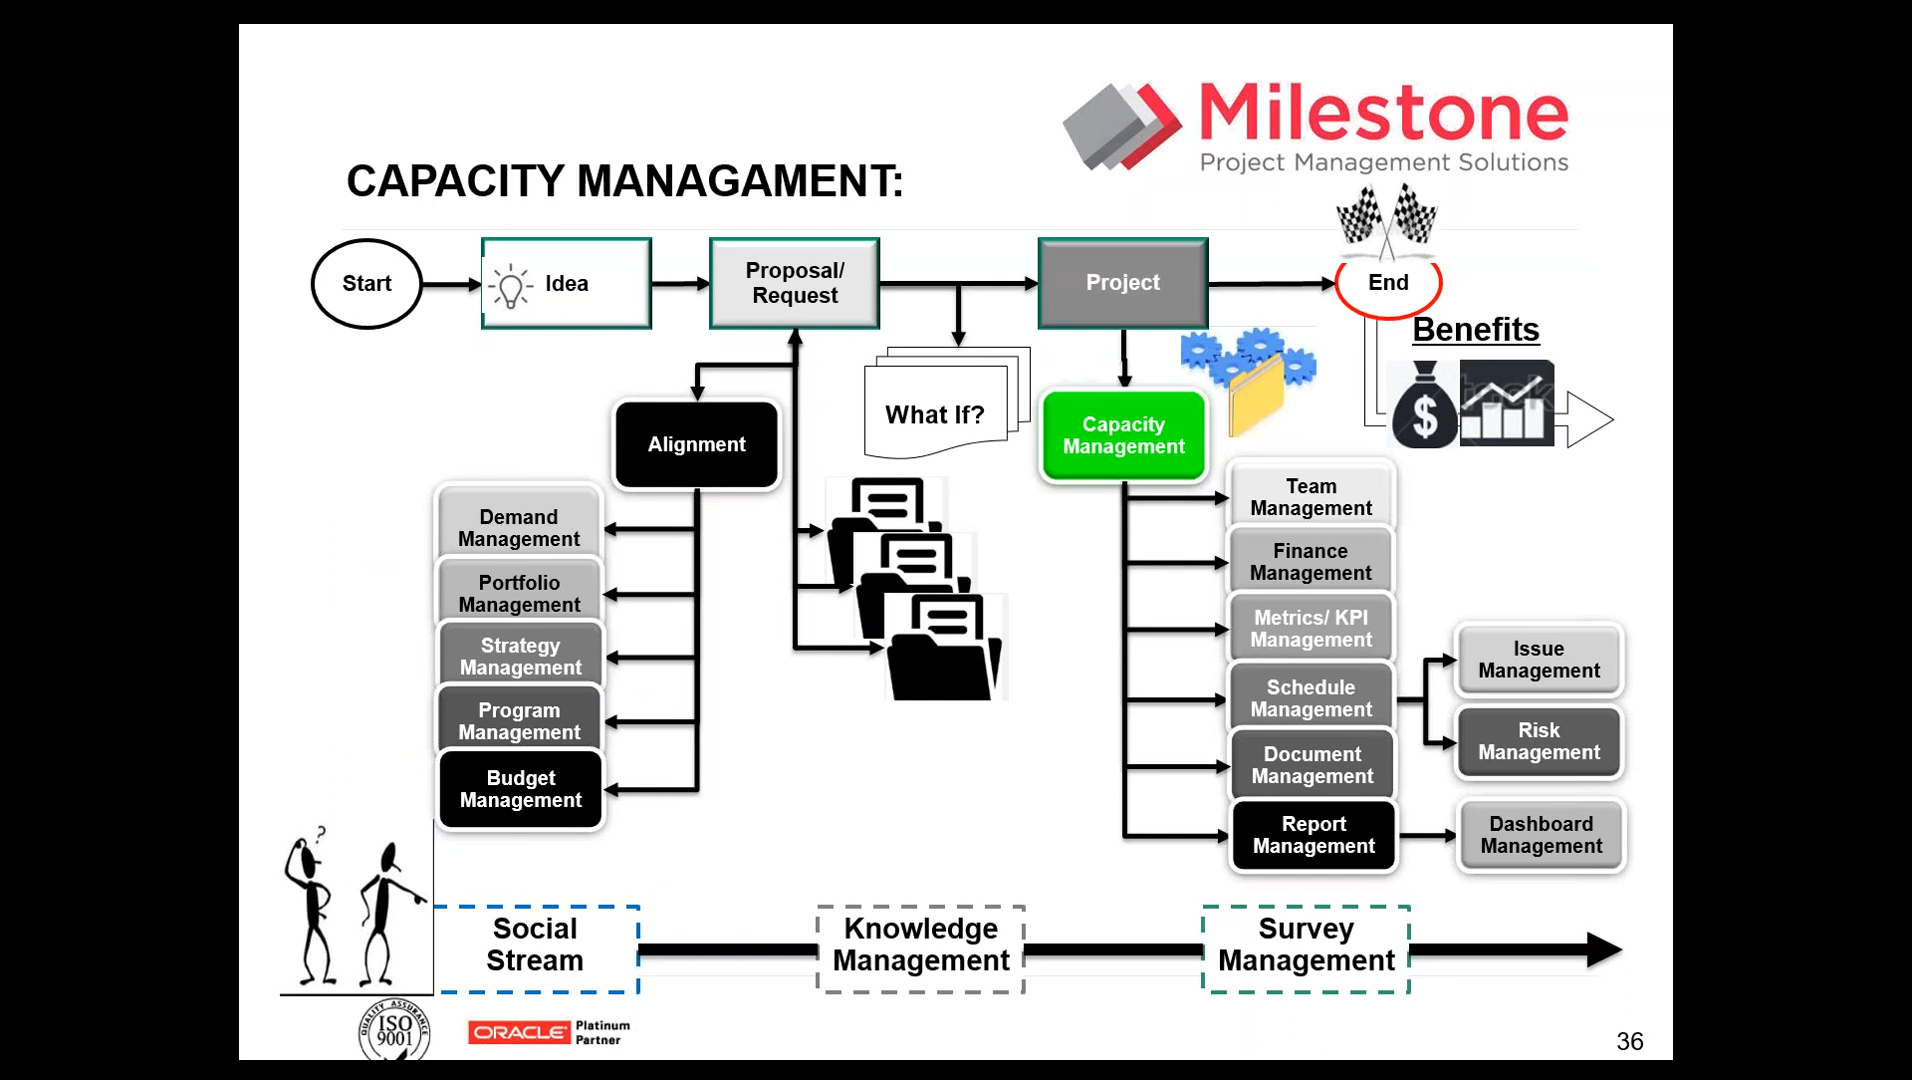 Milestone
Project Management Solutions
CAPACITY MANAGAMENT:
Start
Idea
Proposal/
Request
Project
End
Benefits
What If?
Alignment
Capacity
Management
$
Demand
Management
Portfolio
Management
Strategy
Management
Program
Management
Budget
Management
Team
Management
Finance
Management
Metrics/ KPI
Management
Schedule
Management
Document
Management
Report
Management
Issue
Management
Risk
Management
Dashboard
Management
?
Social
Stream
Knowledge
Management
Survey
Management
QUALITY ASSURANCE
ISO
9001
ORACLE
Platinum
Partner
36